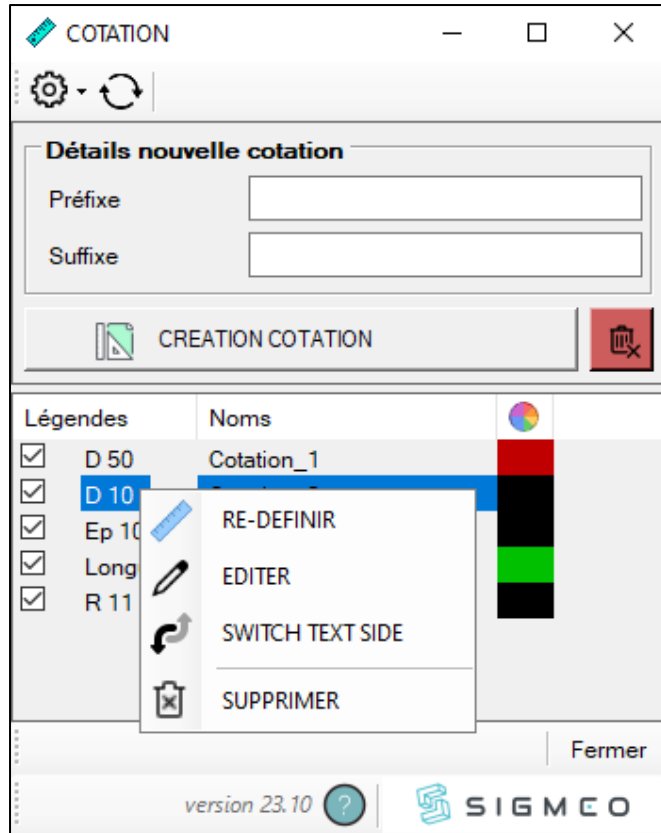 COTATION
Détails nouvelle cotation
Préfixe
Suffixe
CREATION COTATION
Légendes Noms
D 50 Cotation_1
D 10
Ep 10
Long
R 11
RE-DEFINIR
EDITER
SWITCH TEXT SIDE
SUPPRIMER
Fermer
version 23.10 ? SIGMEO